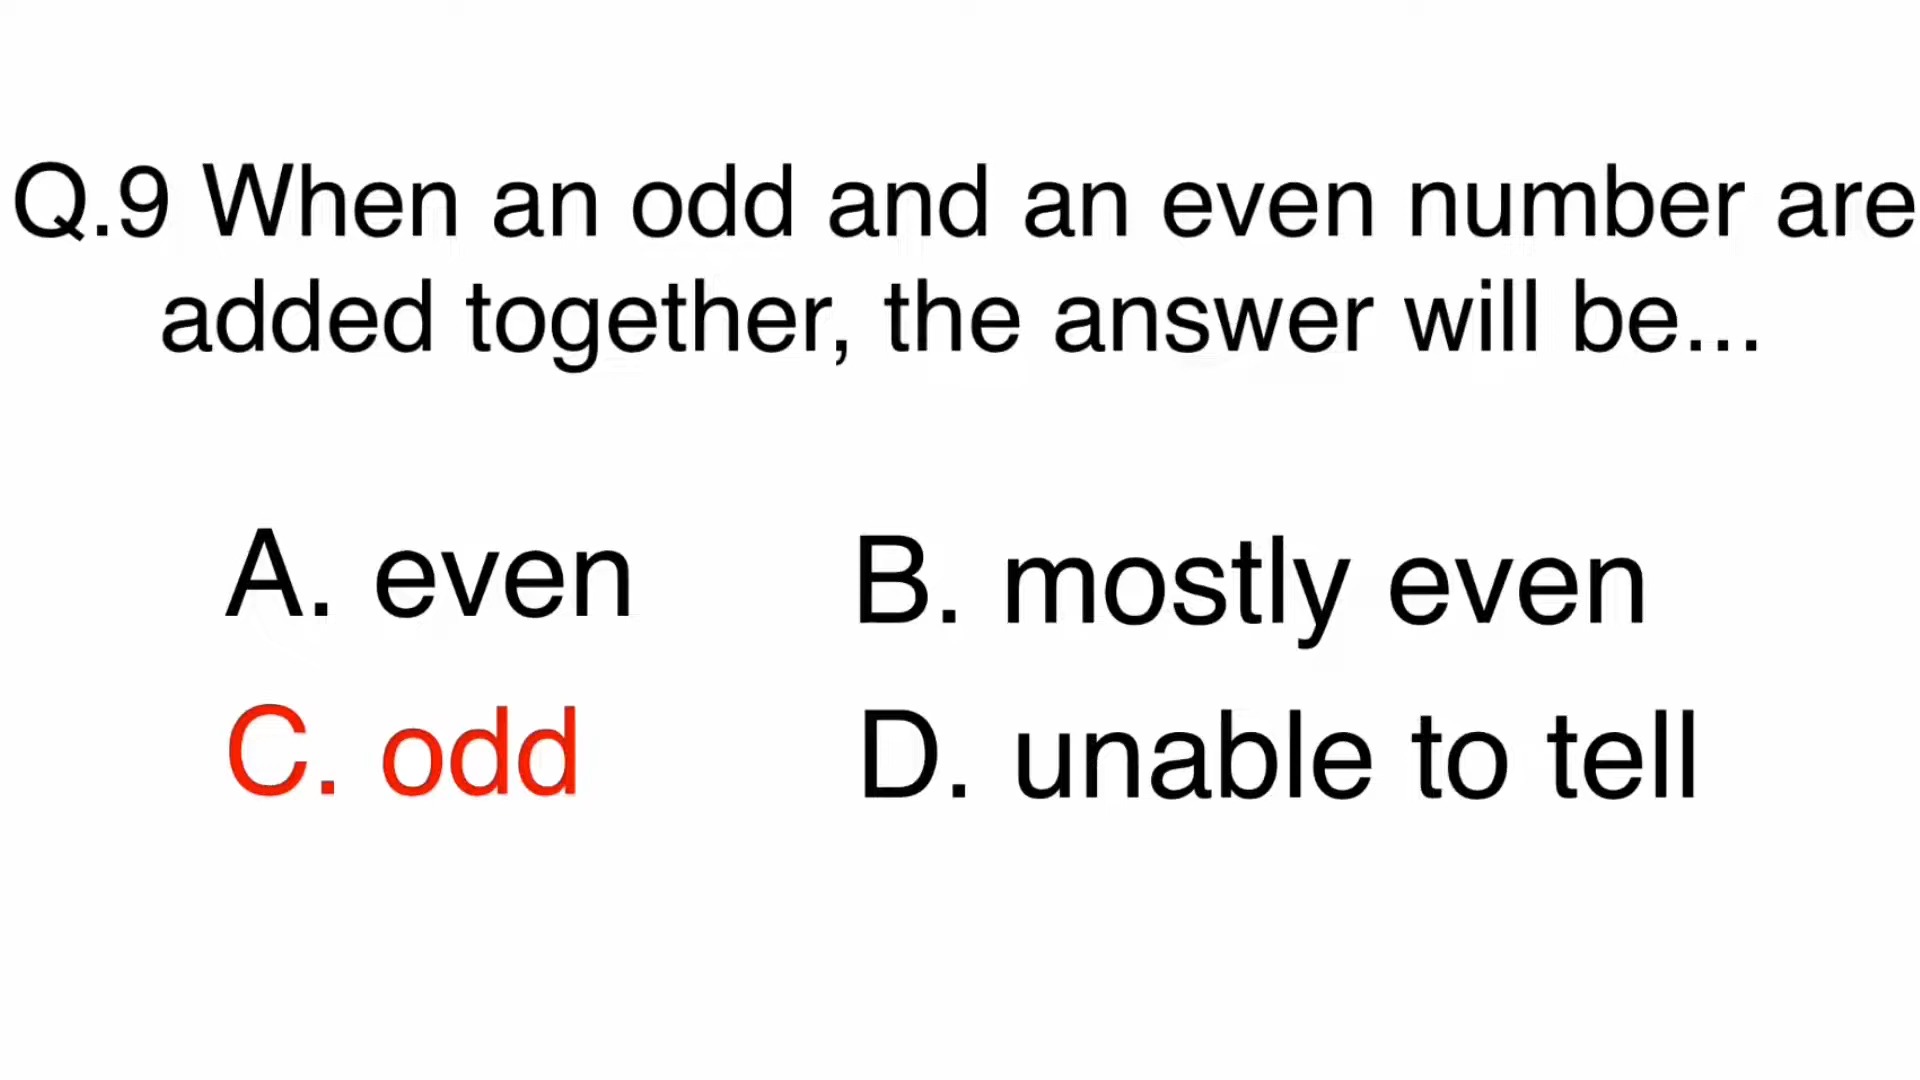 Q.9 When an odd and an even number are
added together, the answer will be...
A. even
B. mostly even
C. odd
D. unable to tell